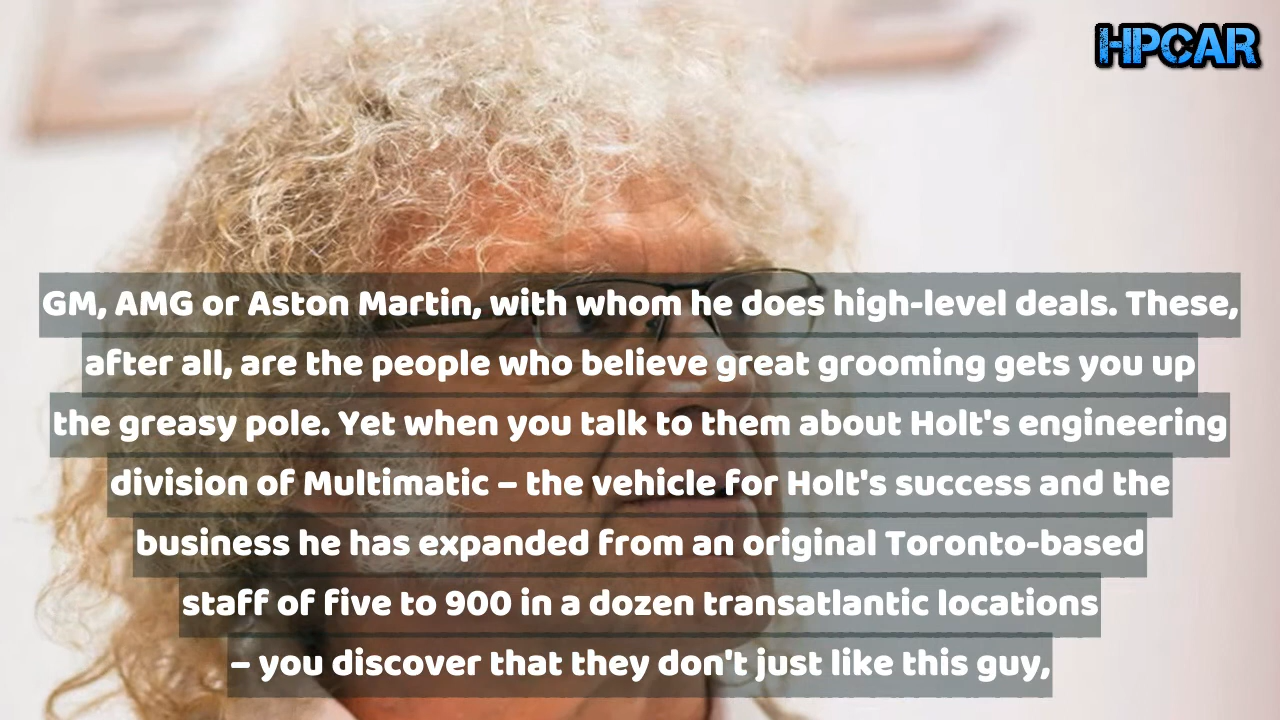 HPCAR
GM, AMG or Aston Martin, with whom he does high-level deals. These,
after all, are the people who believe great grooming gets you up
the greasy pole. Yet when you talk to them about Holt's engineering
division of Multimatic – the vehicle for Holt's success and the
business he has expanded from an original Toronto-based
staff of five to 900 in a dozen transatlantic locations
– you discover that they don't just like this guy,